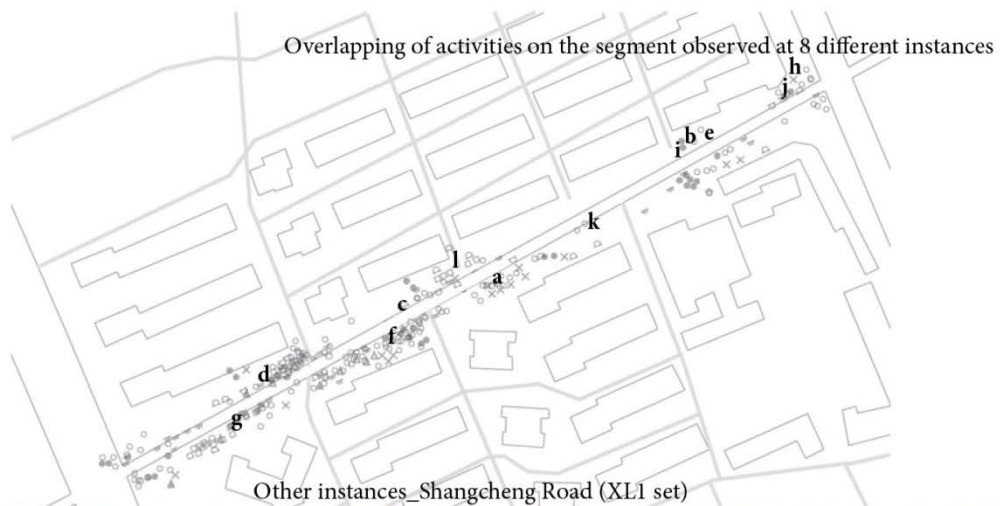 Overlapping of activities on the segment observed at 8 different instances
h
j
b e
i
k
l
a
c
f
d
g
Other instances_Shangcheng Road (XL1 set)